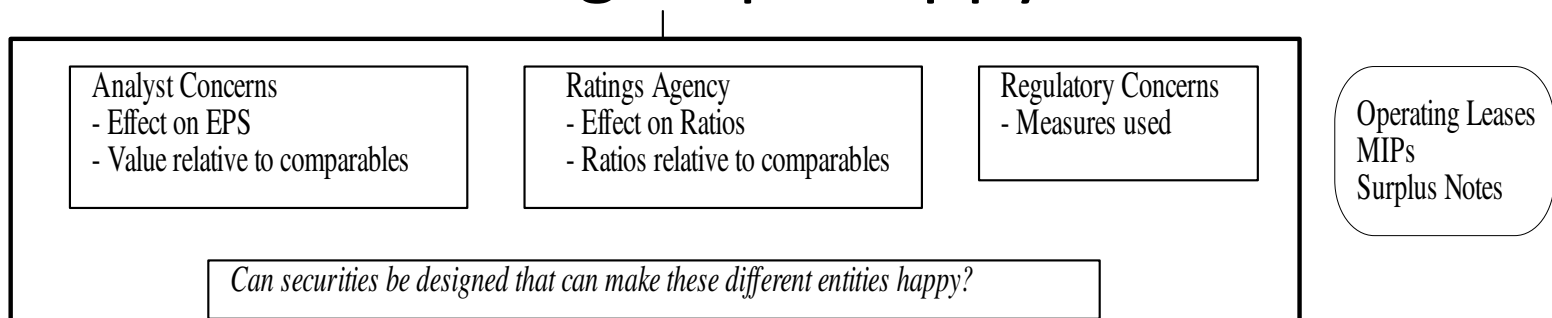 Analyst Concerns
- Effect on EPS
- Value relative to comparables
Ratings Agency
- Effect on Ratios
- Ratios relative to comparables
Regulatory Concerns
- Measures used
Operating Leases
MIPs
Surplus Notes
Can securities be designed that can make these different entities happy?